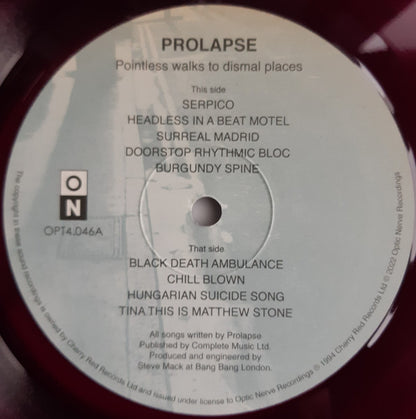 PROLAPSE
Pointless walks to dismal places
This side
SERPICO
HEADLESS IN A BEAT MOTEL
SURREAL MADRID
DOORSTOP RHYTHMIC BLOC
BURGUNDY SPINE
O
N
OPT4.046A
That side
BLACK DEATH AMBULANCE
CHILL BLOWN
HUNGARIAN SUICIDE SONG
TINA THIS IS MATTHEW STONE
All songs written by Prolapse
Published by Complete Music Ltd.
Produced and engineered by
Steve Mack at Bang Bang London.
The copyright in these sound recordings is owned by Cherry Red Records Ltd and issued under license to Optic Nerve Recordings ℗ 1994 Cherry Red Records Ltd © 2022 Optic Nerve Recordings